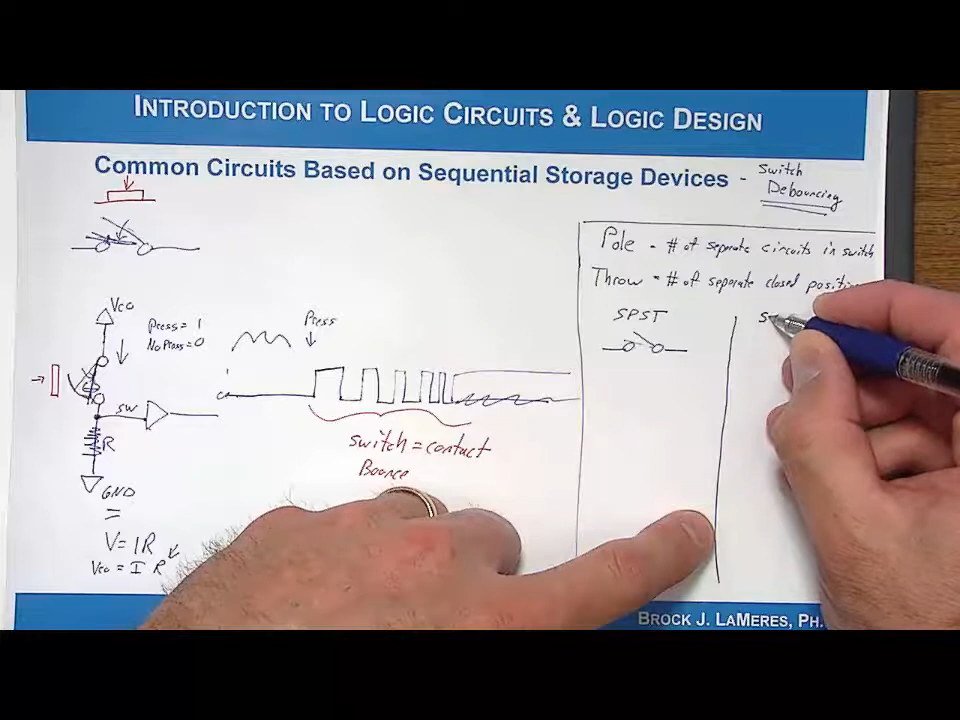 INTRODUCTION TO LOGIC CIRCUITS & LOGIC DESIGN
Common Circuits Based on Sequential Storage Devices - Switch
Debouncing
Pole - # of separate circuits in switch
Throw = # of separate closed
SPST
S
Vcc
Press = 1
No Press = 0
Press
SW
R
GND
=
V = IR
Vcc = I R
switch = contact
Bounce
BROCK J. LAMERES, PH.